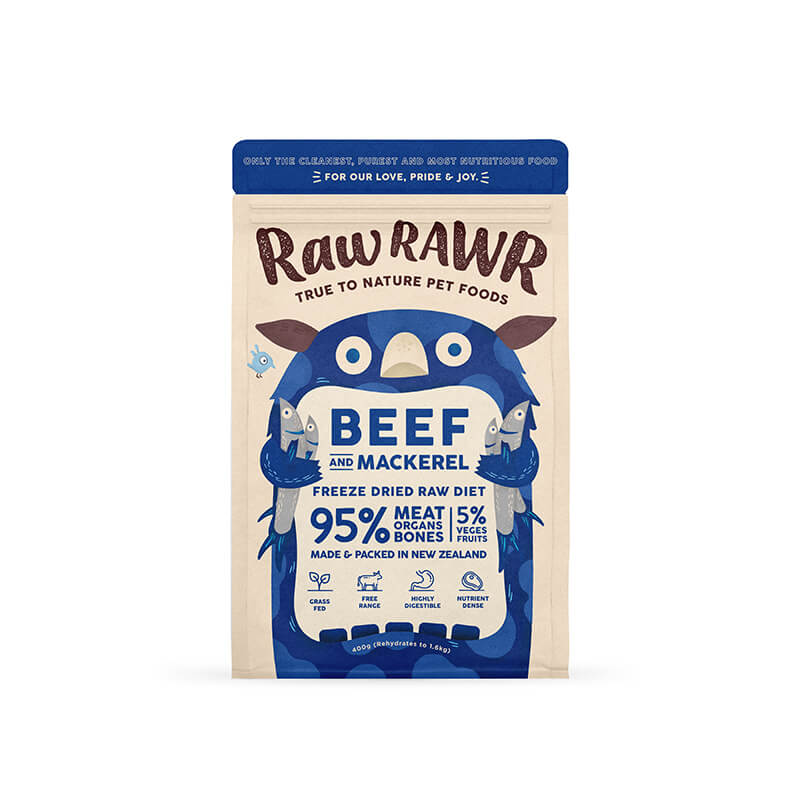 ONLY THE CLEANEST, PUREST AND MOST NUTRITIOUS FOOD
FOR OUR LOVE, PRIDE & JOY.
Raw RAWR
TRUE TO NATURE PET FOODS
BEEF
AND MACKEREL
FREEZE DRIED RAW DIET
95% MEAT ORGANS BONES
5% VEGES FRUITS
MADE & PACKED IN NEW ZEALAND
GRASS FED
FREE RANGE
HIGHLY DIGESTIBLE
NUTRIENT DENSE
400g (Rehydrates to 1.6kg)